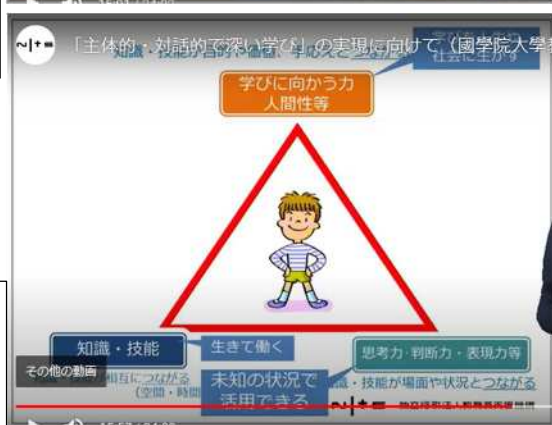 「主体的・対話的で深い学び」の実現に向けて（國學院大學
社会に生かす
学びに向かう力
人間性等
知識・技能
生きて働く
思考力・判断力・表現力等
その他の動画
相互につながる
未知の状況で
活用できる
・技能が場面や状況とつながる
（空間・時間